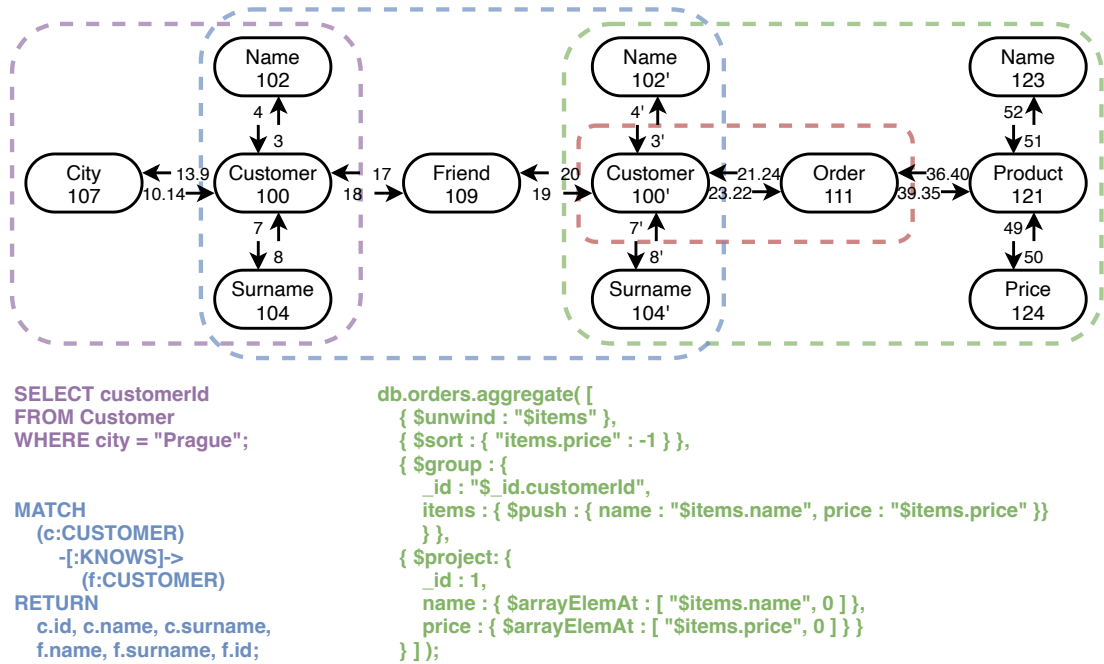 Name
102
Name
102'
Name
123
4
3
4'
3'
52
51
City
107
13.9
10.14
Customer
100
17
18
Friend
109
20
19
Customer
100'
21.24
23.22
Order
111
36.40
39.35
Product
121
7
8
7'
8'
49
50
Surname
104
Surname
104'
Price
124
SELECT customerId
FROM Customer
WHERE city = "Prague";
MATCH
(c:CUSTOMER)
-[:KNOWS]->
(f:CUSTOMER)
RETURN
c.id, c.name, c.surname,
f.name, f.surname, f.id;
db.orders.aggregate( [
{ $unwind : "$items" },
{ $sort : { "items.price" : -1 } },
{ $group : {
_id : "$_id.customerId",
items : { $push : { name : "$items.name", price : "$items.price" }}
} },
{ $project: {
_id : 1,
name : { $arrayElemAt : [ "$items.name", 0 ] },
price : { $arrayElemAt : [ "$items.price", 0 ] } }
} ] );